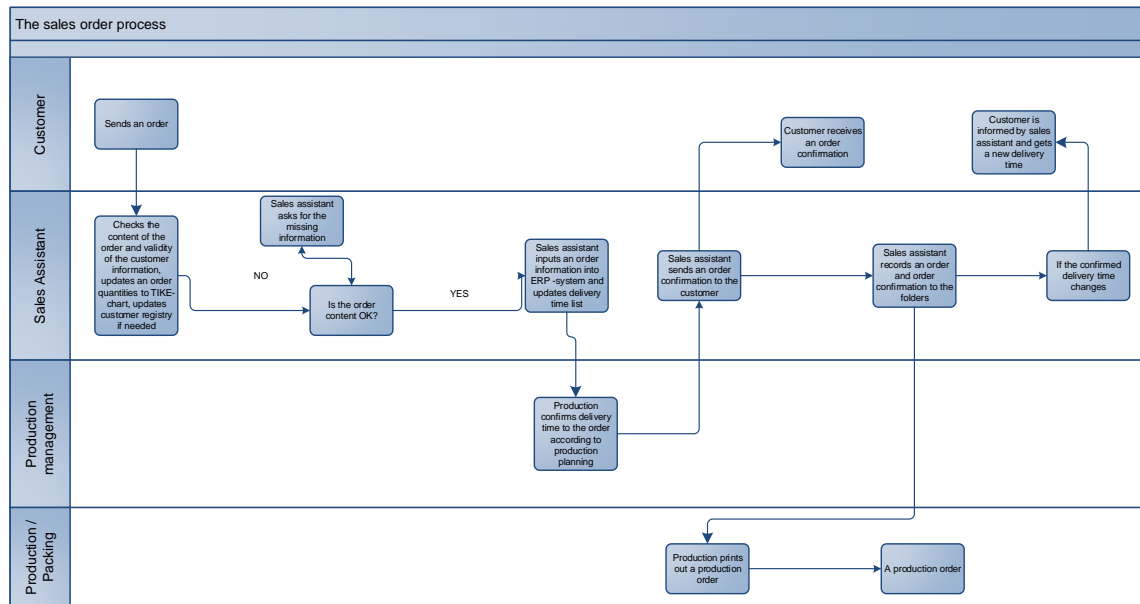 The sales order process
Customer
Sends an order
Customer receives
an order
confirmation
Customer is
informed by sales
assistant and gets
a new delivery
time
Sales Assistant
Checks the
content of the
order and validity
of the customer
information,
updates an order
quantities to TIKE-
chart, updates
customer registry
if needed
NO
Sales assistant
asks for the
missing
information
Is the order
content OK?
YES
Sales assistant
inputs an order
information into
ERP -system and
updates delivery
time list
Sales assistant
sends an order
confirmation to the
customer
Sales assistant
records an order
and order
confirmation to the
folders
If the confirmed
delivery time
changes
Production
management
Production
confirms delivery
time to the order
according to
production
planning
Production /
Packing
Production prints
out a production
order
A production order